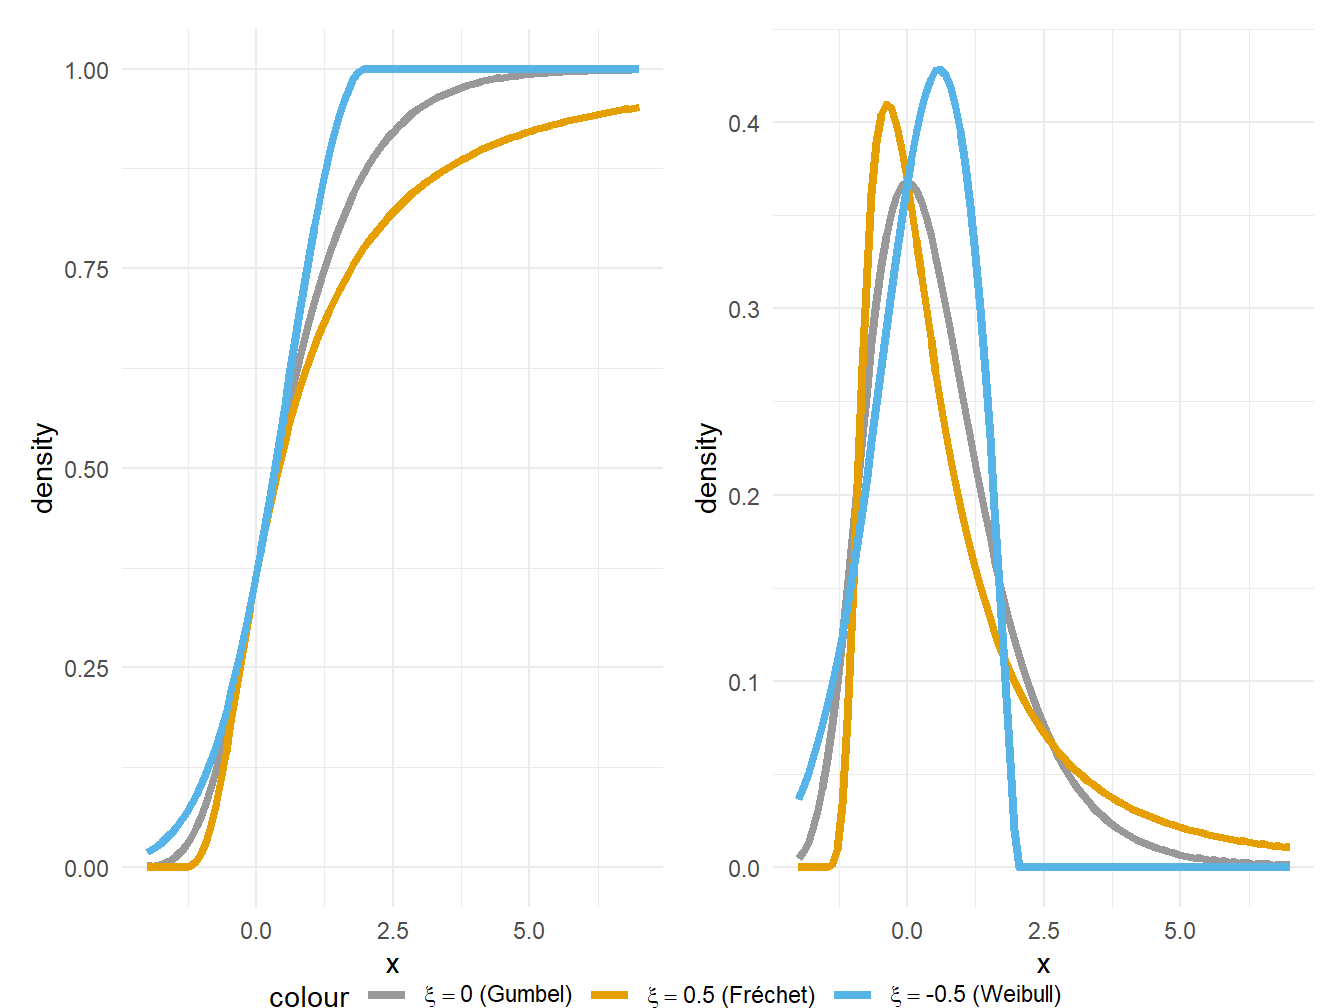 1.00
0.75
0.50
0.25
0.00
density
0.0 2.5 5.0
x
0.4
0.3
0.2
0.1
0.0
density
0.0 2.5 5.0
x
colour ξ = 0 (Gumbel) ξ = 0.5 (Fréchet) ξ = -0.5 (Weibull)